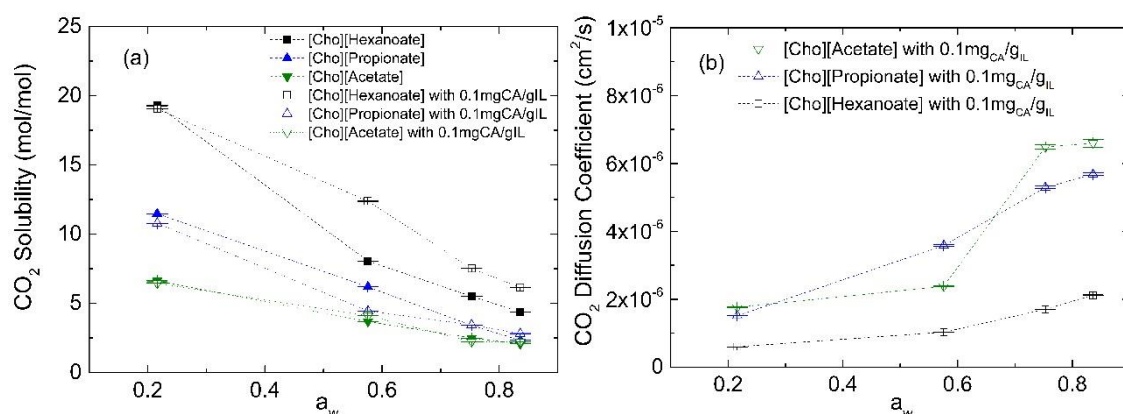 (a)
CO2 Solubility (mol/mol)
25
20
15
10
5
0
0.2
0.4
0.6
0.8
aw
[Cho][Hexanoate]
[Cho][Propionate]
[Cho][Acetate]
[Cho][Hexanoate] with 0.1mgCA/gIL
[Cho][Propionate] with 0.1mgCA/gIL
[Cho][Acetate] with 0.1mgCA/gIL
(b)
CO2 Diffusion Coefficient (cm2/s)
1x10-5
8x10-6
6x10-6
4x10-6
2x10-6
0
0.2
0.4
0.6
0.8
aw
[Cho][Acetate] with 0.1mgCA/gIL
[Cho][Propionate] with 0.1mgCA/gIL
[Cho][Hexanoate] with 0.1mgCA/gIL